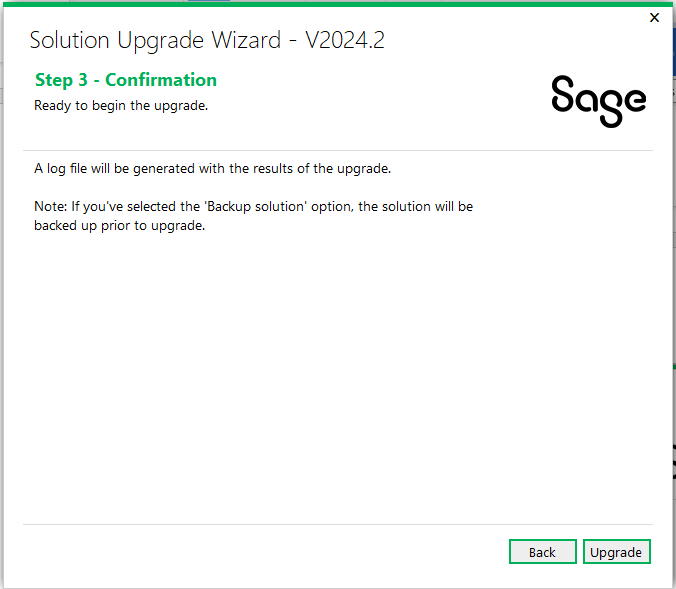 Solution Upgrade Wizard - V2024.2
Step 3 - Confirmation
Ready to begin the upgrade.
Sage
A log file will be generated with the results of the upgrade.
Note: If you've selected the 'Backup solution' option, the solution will be
backed up prior to upgrade.
Back
Upgrade